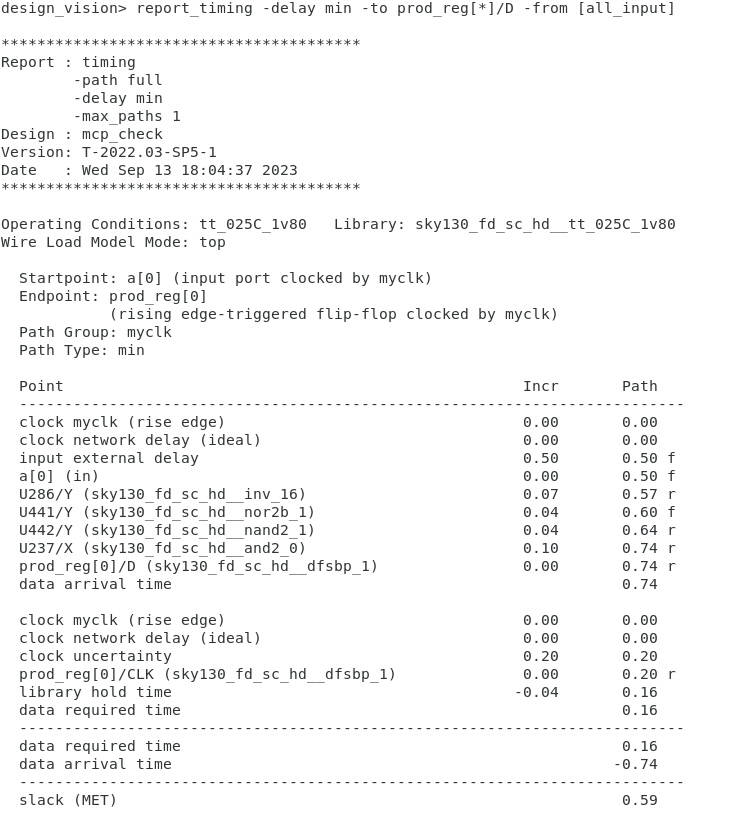 design_vision> report_timing -delay min -to prod_reg[*]/D -from [all_input]
****************************************
Report : timing
        -path full
        -delay min
        -max_paths 1
Design : mcp_check
Version: T-2022.03-SP5-1
Date   : Wed Sep 13 18:04:37 2023
****************************************
Operating Conditions: tt_025C_1v80   Library: sky130_fd_sc_hd__tt_025C_1v80
Wire Load Model Mode: top
  Startpoint: a[0] (input port clocked by myclk)
  Endpoint: prod_reg[0]
            (rising edge-triggered flip-flop clocked by myclk)
  Path Group: myclk
  Path Type: min
  Point                                                   Incr       Path
  --------------------------------------------------------------------------
  clock myclk (rise edge)                                 0.00       0.00
  clock network delay (ideal)                             0.00       0.00
  input external delay                                    0.50       0.50 f
  a[0] (in)                                               0.00       0.50 f
  U286/Y (sky130_fd_sc_hd__inv_16)                        0.07       0.57 r
  U441/Y (sky130_fd_sc_hd__nor2b_1)                       0.04       0.60 f
  U442/Y (sky130_fd_sc_hd__nand2_1)                       0.04       0.64 r
  U237/X (sky130_fd_sc_hd__and2_0)                        0.10       0.74 r
  prod_reg[0]/D (sky130_fd_sc_hd__dfsbp_1)                0.00       0.74 r
  data arrival time                                                  0.74
  clock myclk (rise edge)                                 0.00       0.00
  clock network delay (ideal)                             0.00       0.00
  clock uncertainty                                       0.20       0.20
  prod_reg[0]/CLK (sky130_fd_sc_hd__dfsbp_1)              0.00       0.20 r
  library hold time                                      -0.04       0.16
  data required time                                                 0.16
  --------------------------------------------------------------------------
  data required time                                                 0.16
  data arrival time                                                 -0.74
  --------------------------------------------------------------------------
  slack (MET)                                                        0.59